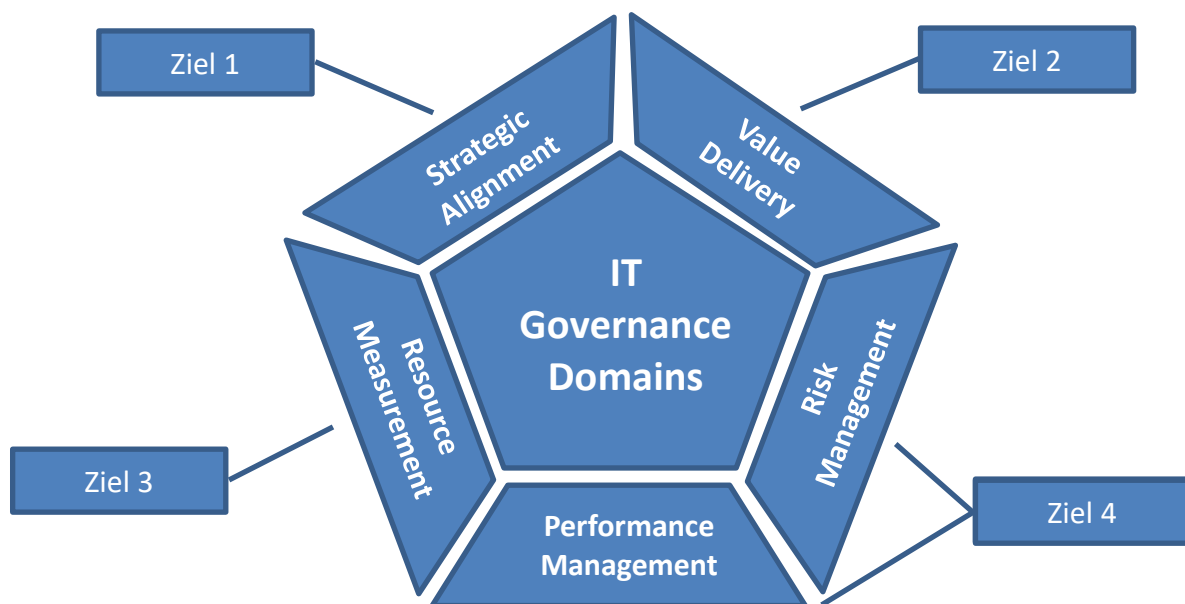 Ziel 1
Ziel 2
Strategic
Alignment
Value
Delivery
IT
Governance
Domains
Resource
Measurement
Risk
Management
Ziel 3
Performance
Management
Ziel 4